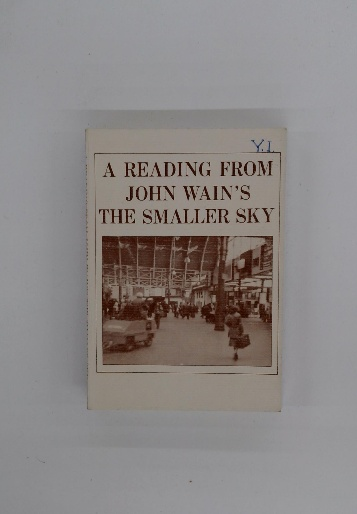 Y.I.
A READING FROM
JOHN WAIN'S
THE SMALLER SKY